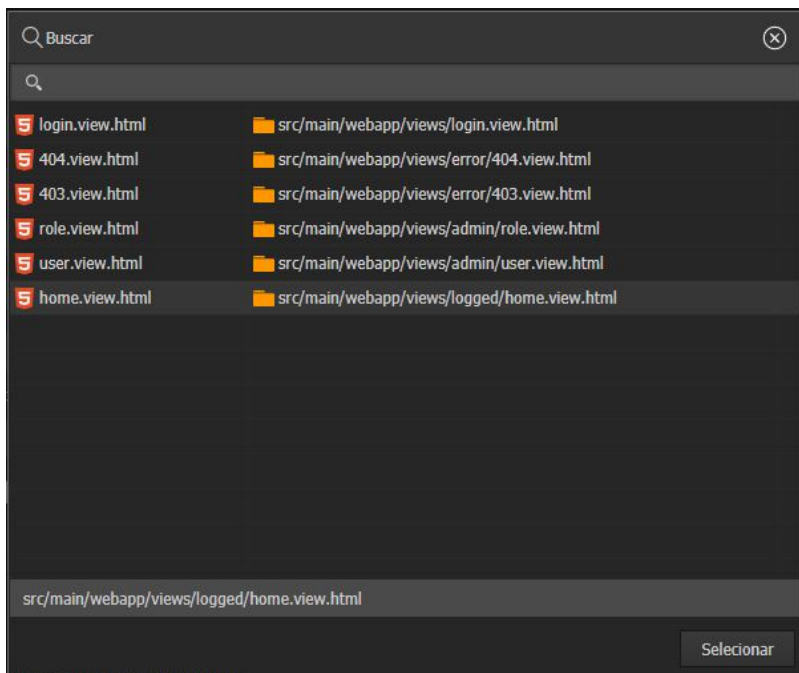 Buscar
login.view.html src/main/webapp/views/login.view.html
404.view.html src/main/webapp/views/error/404.view.html
403.view.html src/main/webapp/views/error/403.view.html
role.view.html src/main/webapp/views/admin/role.view.html
user.view.html src/main/webapp/views/admin/user.view.html
home.view.html src/main/webapp/views/logged/home.view.html
src/main/webapp/views/logged/home.view.html
Selecionar